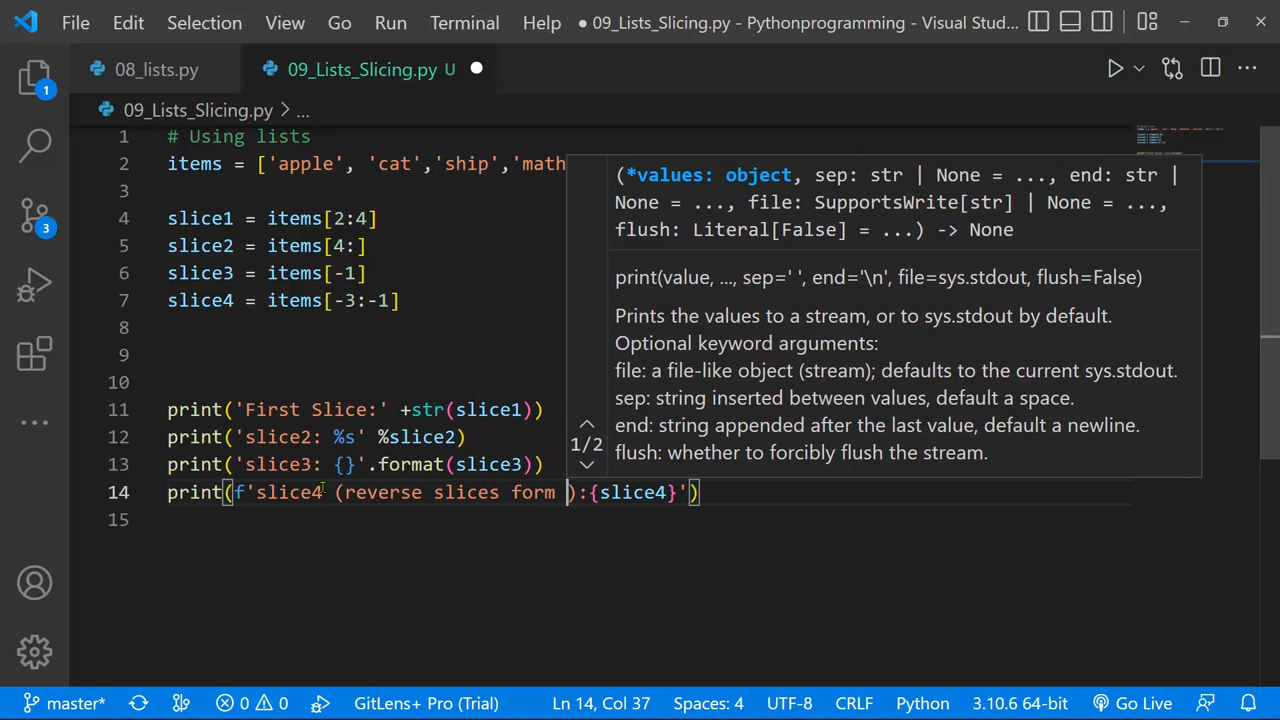 File Edit Selection View Go Run Terminal Help ● 09_Lists_Slicing.py - Pythonprogramming - Visual Stud...
08_lists.py 09_Lists_Slicing.py U
09_Lists_Slicing.py > ...
1 # Using lists
2 items = ['apple', 'cat','ship','math
3
4 slice1 = items[2:4]
5 slice2 = items[4:]
6 slice3 = items[-1]
7 slice4 = items[-3:-1]
8
9
10
11 print('First Slice:' +str(slice1))
12 print('slice2: %s' %slice2)
13 print('slice3: {}'.format(slice3))
14 print(f'slice4 (reverse slices form ):{slice4}')
15
(*values: object, sep: str | None = ..., end: str |
None = ..., file: SupportsWrite[str] | None = ...,
flush: Literal[False] = ...) -> None
print(value, ..., sep=' ', end='\n', file=sys.stdout, flush=False)
Prints the values to a stream, or to sys.stdout by default.
Optional keyword arguments:
file: a file-like object (stream); defaults to the current sys.stdout.
sep: string inserted between values, default a space.
end: string appended after the last value, default a newline.
flush: whether to forcibly flush the stream.
1/2
1
3
master* 0 0 GitLens+ Pro (Trial) Ln 14, Col 37 Spaces: 4 UTF-8 CRLF Python 3.10.6 64-bit Go Live